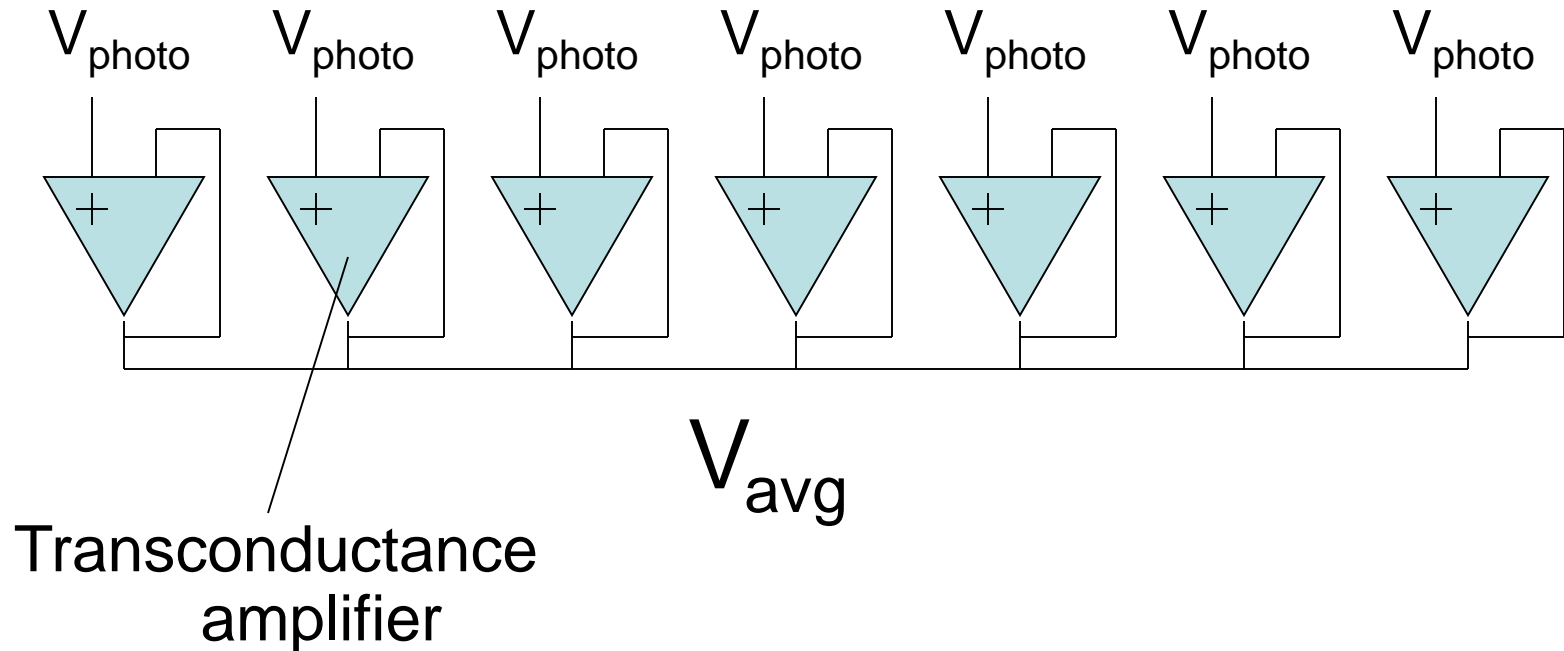 Vphoto Vphoto Vphoto Vphoto Vphoto Vphoto Vphoto
+ + + + + + +
Vavg
Transconductance
amplifier